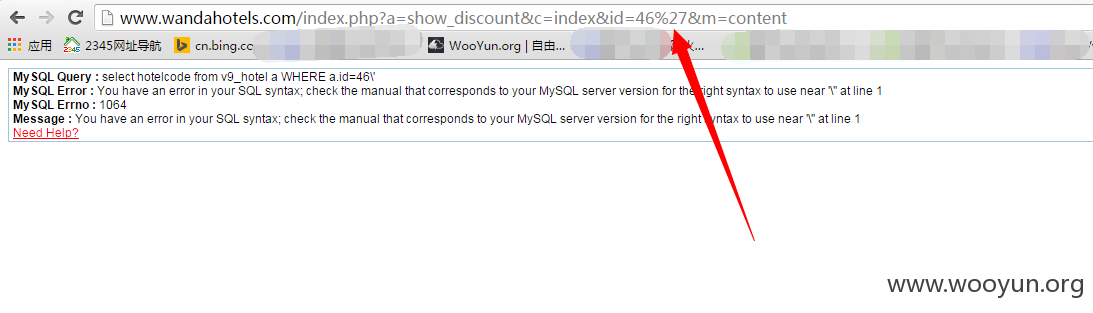 www.wandahotels.com/index.php?a=show_discount&c=index&id=46%27&m=content
应用 2345网址导航 cn.bing.cc WooYun.org | 自由...
MySQL Query : select hotelcode from v9_hotel a WHERE a.id=46\'
MySQL Error : You have an error in your SQL syntax; check the manual that corresponds to your MySQL server version for the right syntax to use near '\'' at line 1
MySQL Errno : 1064
Message : You have an error in your SQL syntax; check the manual that corresponds to your MySQL server version for the right syntax to use near '\'' at line 1
Need Help?
www.wooyun.org